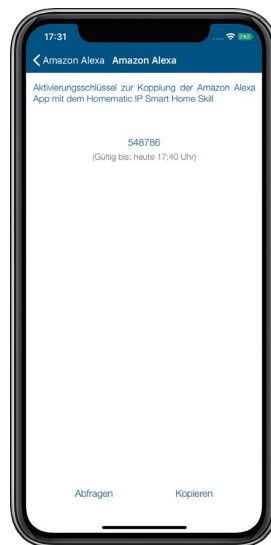 17:31
Amazon Alexa Amazon Alexa
Aktivierungsschlüssel zur Kopplung der Amazon Alexa
App mit dem Homematic IP Smart Home Skill
548786
(Gültig bis: heute 17:40 Uhr)
Abfragen Kopieren